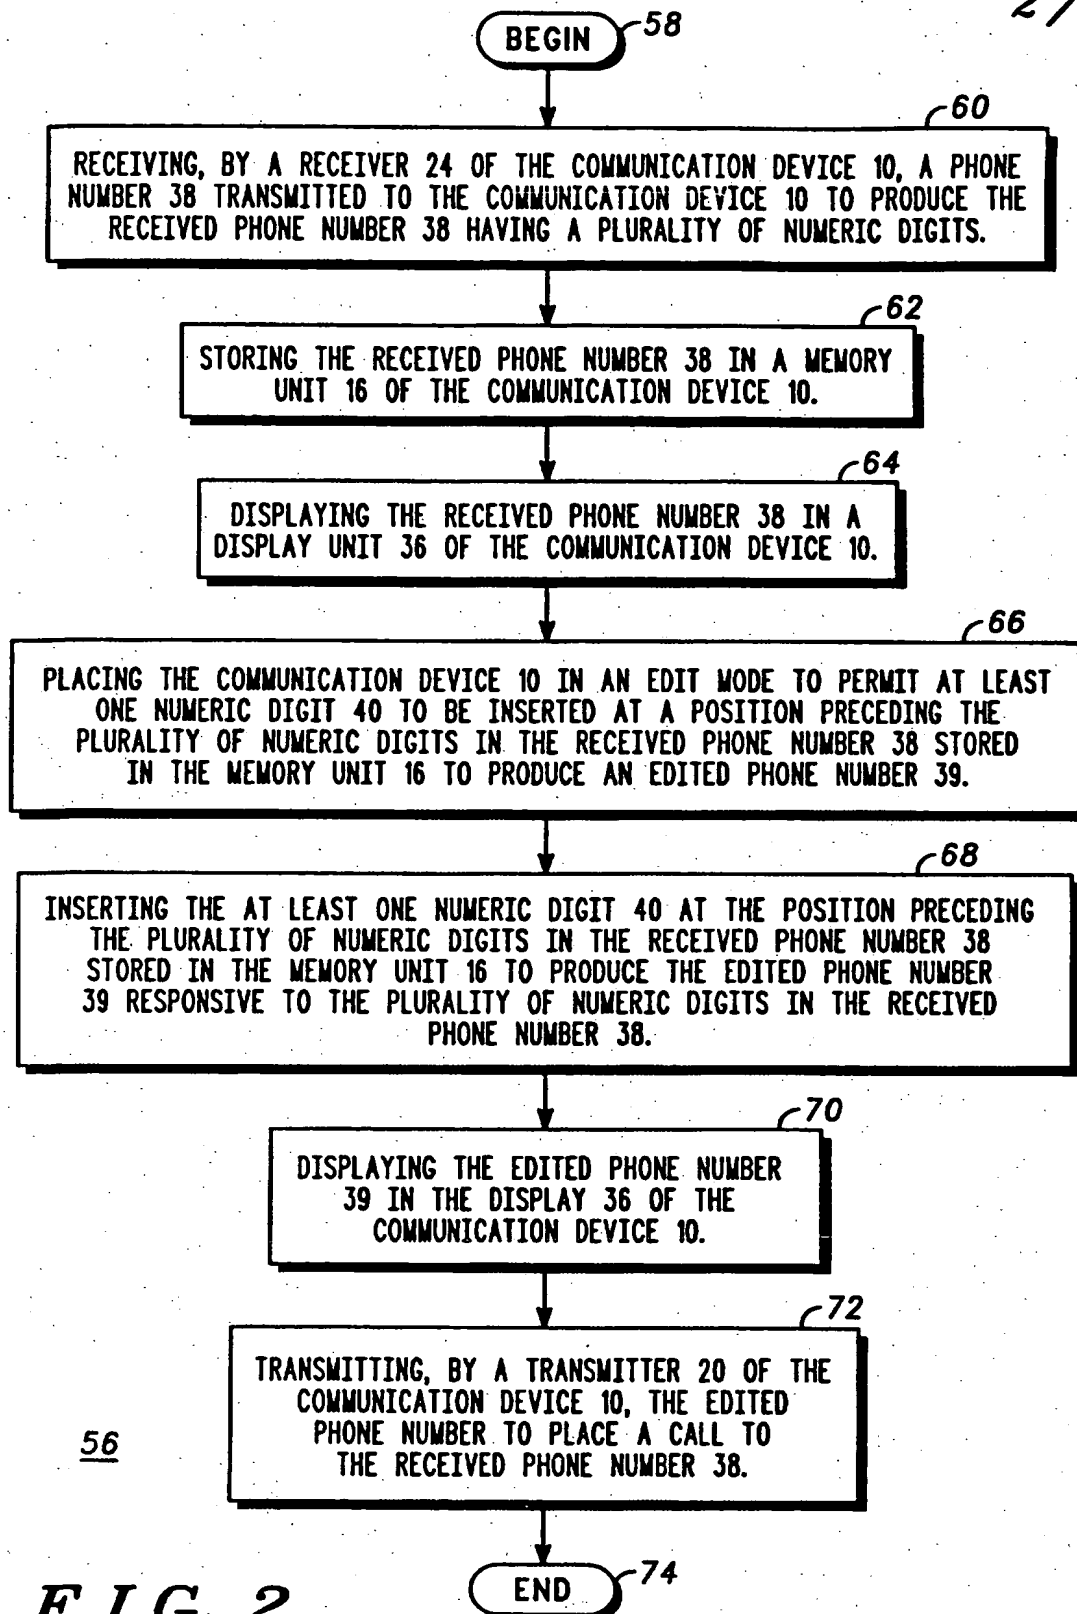 2/
BEGIN
58
60
RECEIVING, BY A RECEIVER 24 OF THE COMMUNICATION DEVICE 10, A PHONE
NUMBER 38 TRANSMITTED TO THE COMMUNICATION DEVICE 10 TO PRODUCE THE
RECEIVED PHONE NUMBER 38 HAVING A PLURALITY OF NUMERIC DIGITS.
62
STORING THE RECEIVED PHONE NUMBER 38 IN A MEMORY
UNIT 16 OF THE COMMUNICATION DEVICE 10.
64
DISPLAYING THE RECEIVED PHONE NUMBER 38 IN A
DISPLAY UNIT 36 OF THE COMMUNICATION DEVICE 10.
66
PLACING THE COMMUNICATION DEVICE 10 IN AN EDIT MODE TO PERMIT AT LEAST
ONE NUMERIC DIGIT 40 TO BE INSERTED AT A POSITION PRECEDING THE
PLURALITY OF NUMERIC DIGITS IN THE RECEIVED PHONE NUMBER 38 STORED
IN THE MEMORY UNIT 16 TO PRODUCE AN EDITED PHONE NUMBER 39.
68
INSERTING THE AT LEAST ONE NUMERIC DIGIT 40 AT THE POSITION PRECEDING
THE PLURALITY OF NUMERIC DIGITS IN THE RECEIVED PHONE NUMBER 38
STORED IN THE MEMORY UNIT 16 TO PRODUCE THE EDITED PHONE NUMBER
39 RESPONSIVE TO THE PLURALITY OF NUMERIC DIGITS IN THE RECEIVED
PHONE NUMBER 38.
70
DISPLAYING THE EDITED PHONE NUMBER
39 IN THE DISPLAY 36 OF THE
COMMUNICATION DEVICE 10.
72
TRANSMITTING, BY A TRANSMITTER 20 OF THE
COMMUNICATION DEVICE 10, THE EDITED
PHONE NUMBER TO PLACE A CALL TO
THE RECEIVED PHONE NUMBER 38.
56
END
74
FIG. 2